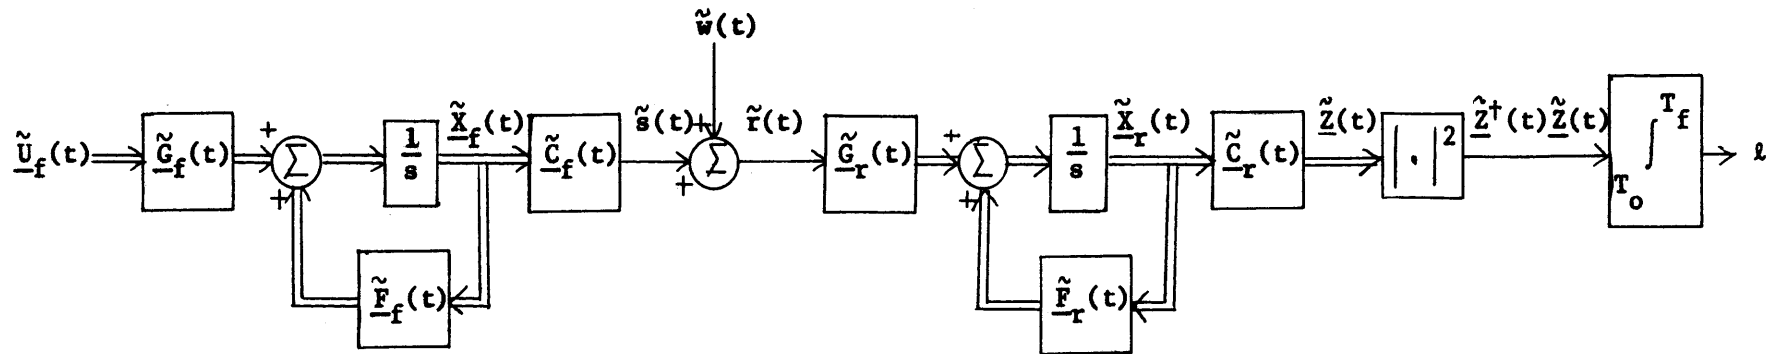 w̃(t)
Ũ_f(t) G̃_f(t) + Σ + 1/s X̃_f(t) C̃_f(t) s̃(t) + + Σ r̃(t) G̃_r(t) + Σ + 1/s X̃_r(t) C̃_r(t) Z̃(t) | · |² Ẑ†(t)Z̃(t) ∫ T_f T_o ℓ
F̃_f(t) F̃_r(t)